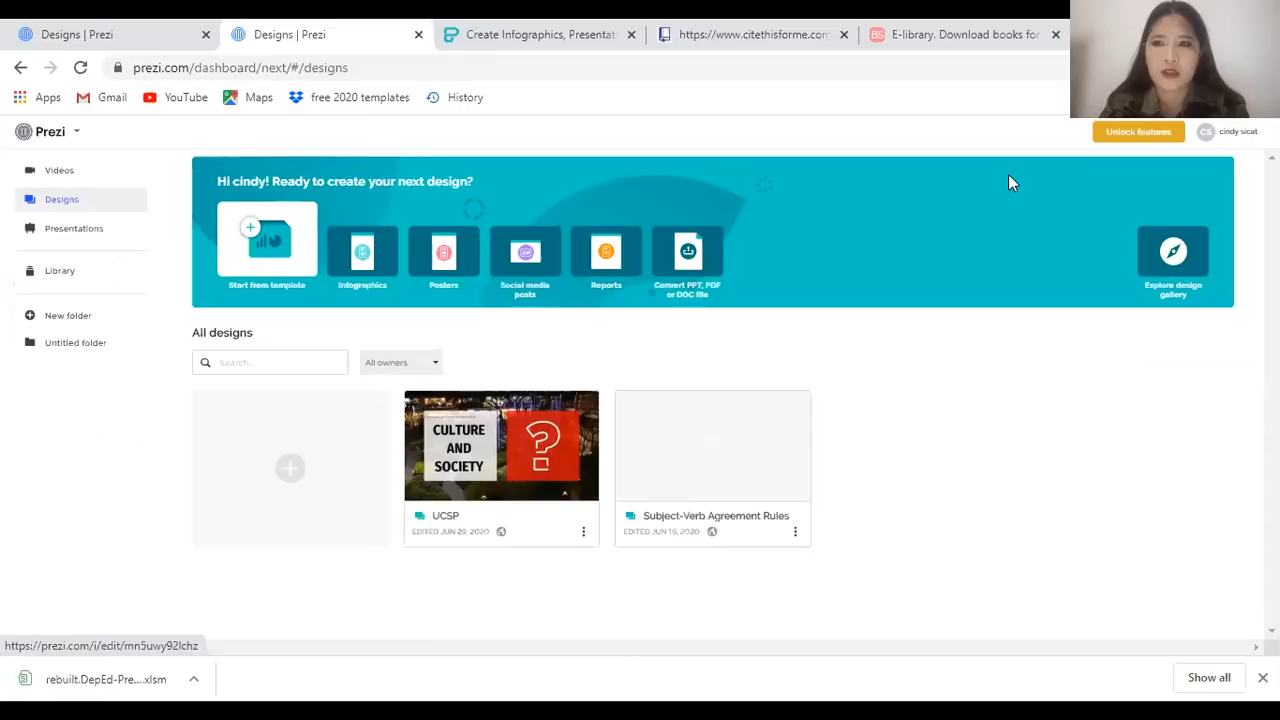 Designs | Prezi
Designs | Prezi
Create Infographics, Presentat
https://www.citethisforme.com
E-library. Download books for
prezi.com/dashboard/next/#/designs
Apps
Gmail
YouTube
Maps
free 2020 templates
History
Prezi
Unlock features
CS
cindy sicat
Videos
Designs
Presentations
Library
New folder
Untitled folder
Hi cindy! Ready to create your next design?
Start from template
Infographics
Posters
Social media
posts
Reports
Convert PPT, PDF
or DOC file
Explore design
gallery
All designs
Search...
All owners
CULTURE
AND
SOCIETY
?
UCSP
EDITED JUN 29, 2020
Subject-Verb Agreement Rules
EDITED JUN 19, 2020
https://prezi.com/i/edit/mn5uwy92lchz
rebuilt.DepEd-Pre....xlsm
Show all